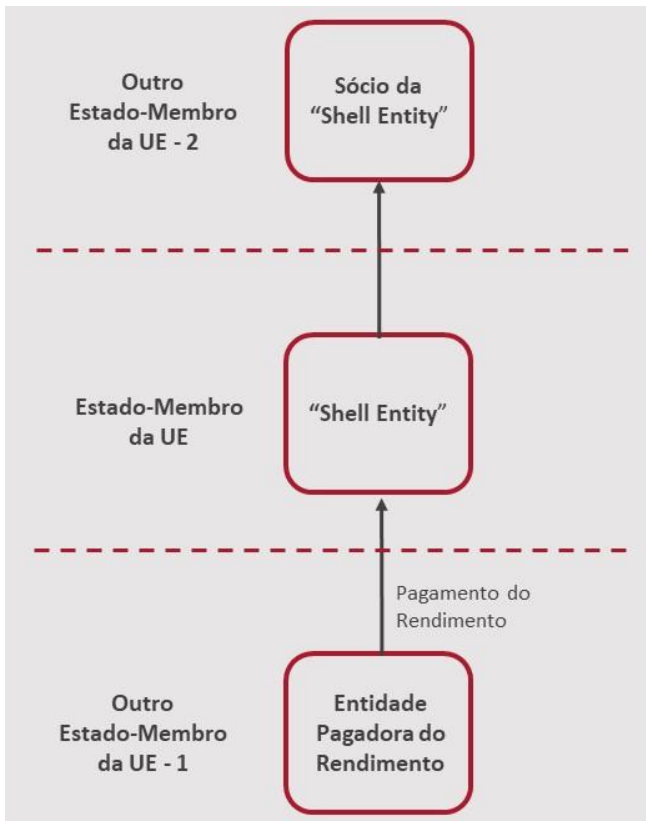 Outro
Estado-Membro
da UE - 2
Sócio da
“Shell Entity”
Estado-Membro
da UE
“Shell Entity”
Pagamento do
Rendimento
Outro
Estado-Membro
da UE - 1
Entidade
Pagadora do
Rendimento